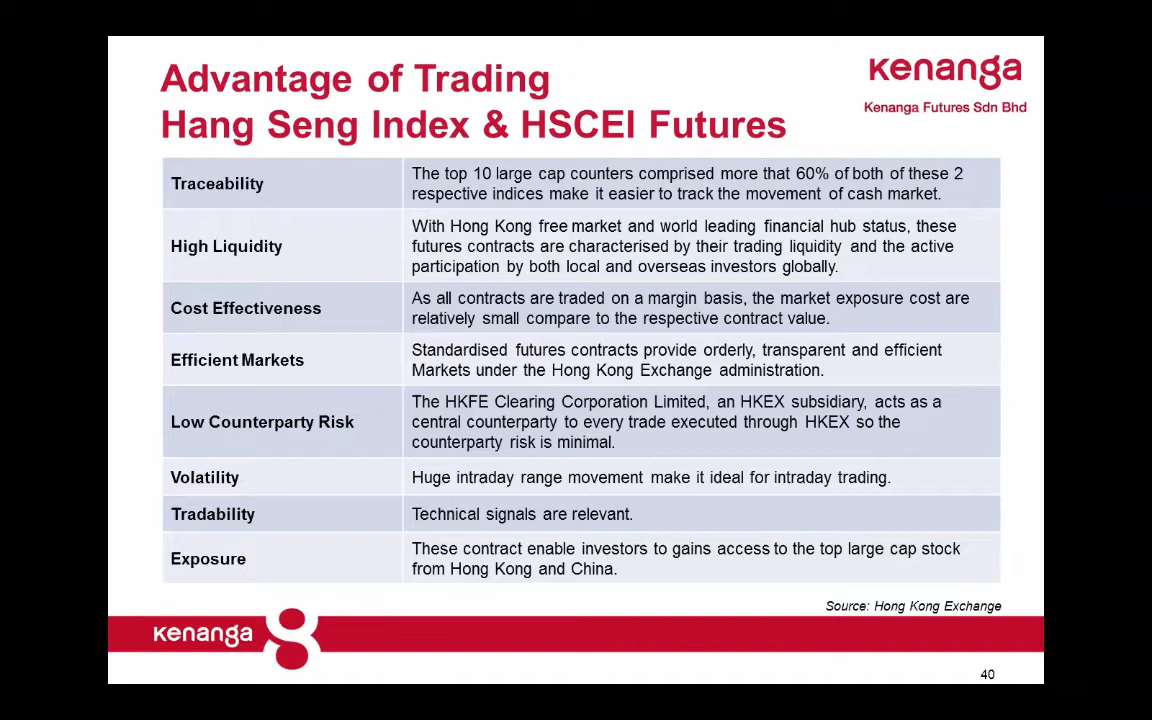 Advantage of Trading
Hang Seng Index & HSCEI Futures
Kenanga
Kenanga Futures Sdn Bhd
Traceability
The top 10 large cap counters comprised more that 60% of both of these 2
respective indices make it easier to track the movement of cash market.
High Liquidity
With Hong Kong free market and world leading financial hub status, these
futures contracts are characterised by their trading liquidity and the active
participation by both local and overseas investors globally.
Cost Effectiveness
As all contracts are traded on a margin basis, the market exposure cost are
relatively small compare to the respective contract value.
Efficient Markets
Standardised futures contracts provide orderly, transparent and efficient
Markets under the Hong Kong Exchange administration.
Low Counterparty Risk
The HKFE Clearing Corporation Limited, an HKEX subsidiary, acts as a
central counterparty to every trade executed through HKEX so the
counterparty risk is minimal.
Volatility
Huge intraday range movement make it ideal for intraday trading.
Tradability
Technical signals are relevant.
Exposure
These contract enable investors to gains access to the top large cap stock
from Hong Kong and China.
Source: Hong Kong Exchange
Kenanga
40